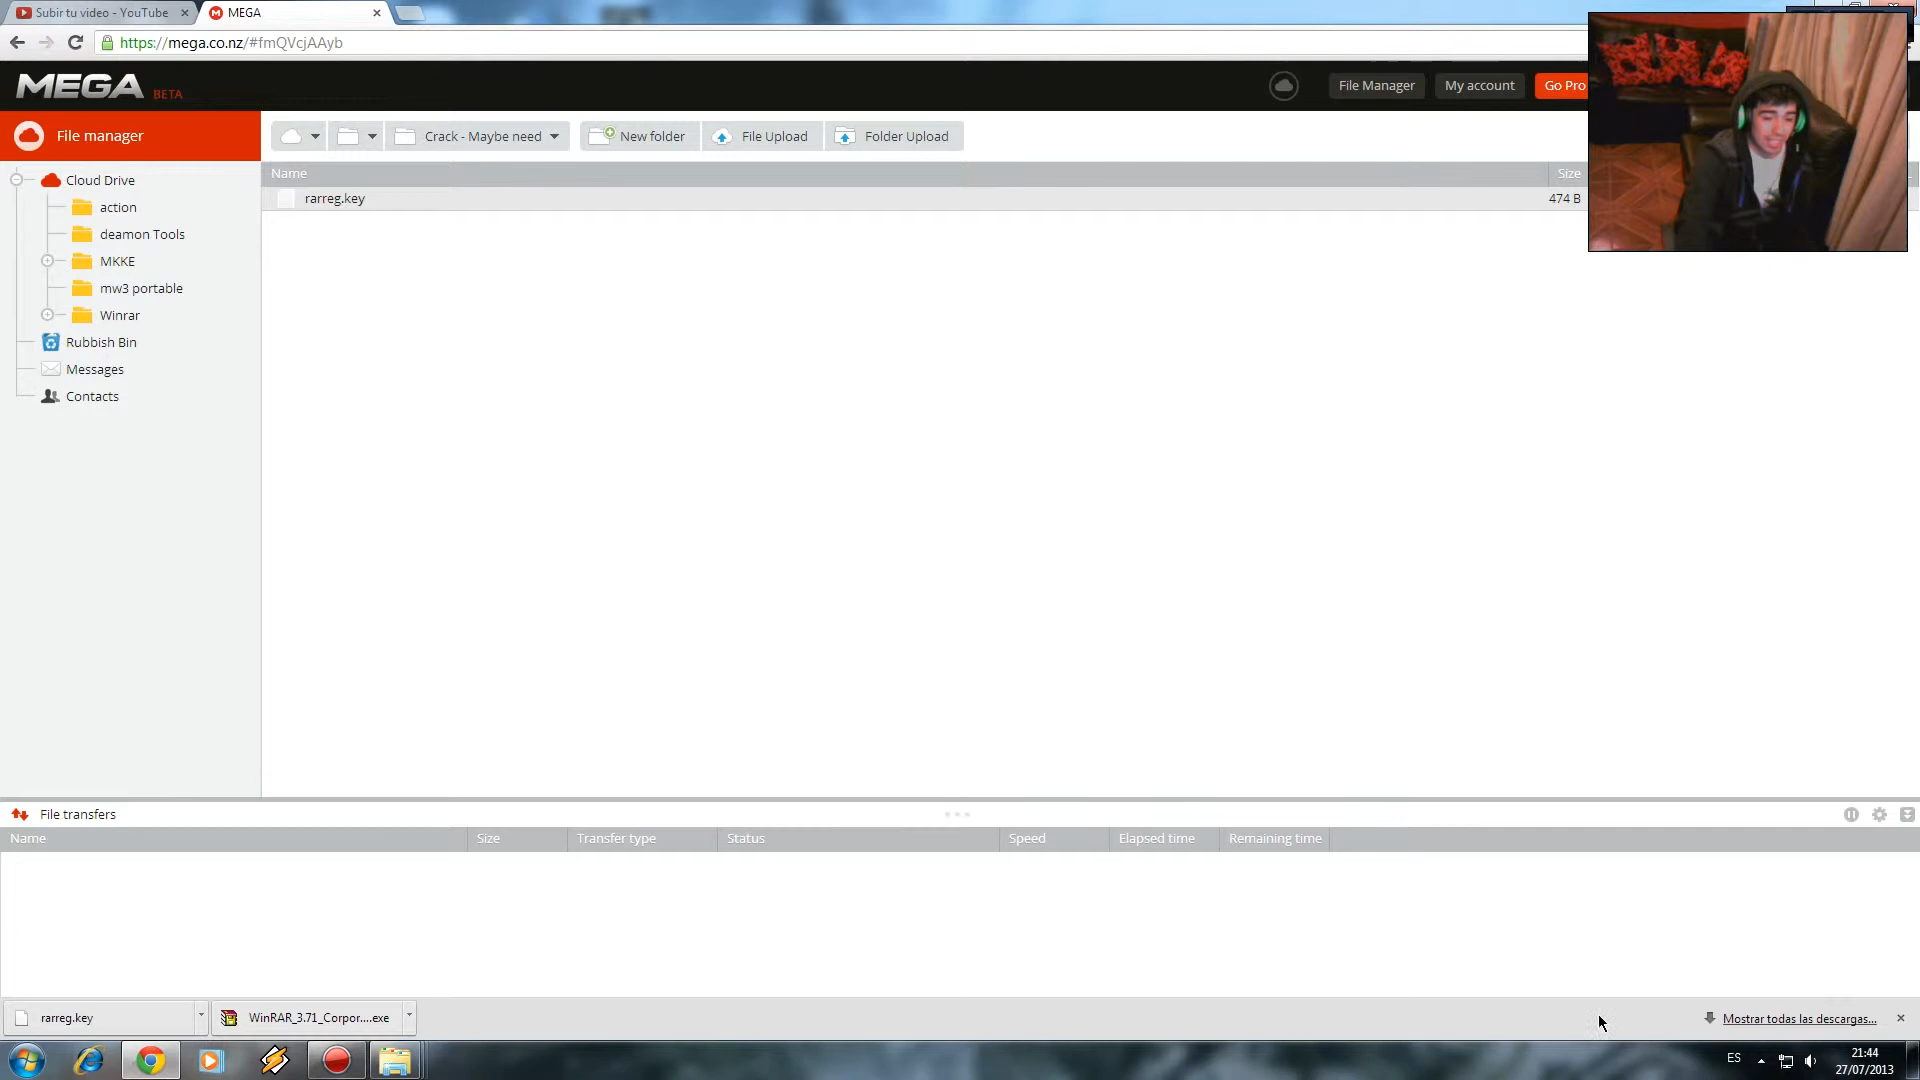 Subir tu video - YouTube
MEGA
https://mega.co.nz/#fmQVcjAAyb
MEGA BETA
File Manager
My account
Go Pro
File manager
Crack - Maybe need
New folder
File Upload
Folder Upload
Name
Size
rarreg.key
474 B
Cloud Drive
action
deamon Tools
MKKE
mw3 portable
Winrar
Rubbish Bin
Messages
Contacts
File transfers
Name
Size
Transfer type
Status
Speed
Elapsed time
Remaining time
rarreg.key
WinRAR_3.71_Corpor....exe
Mostrar todas las descargas...
ES
21:44
27/07/2013